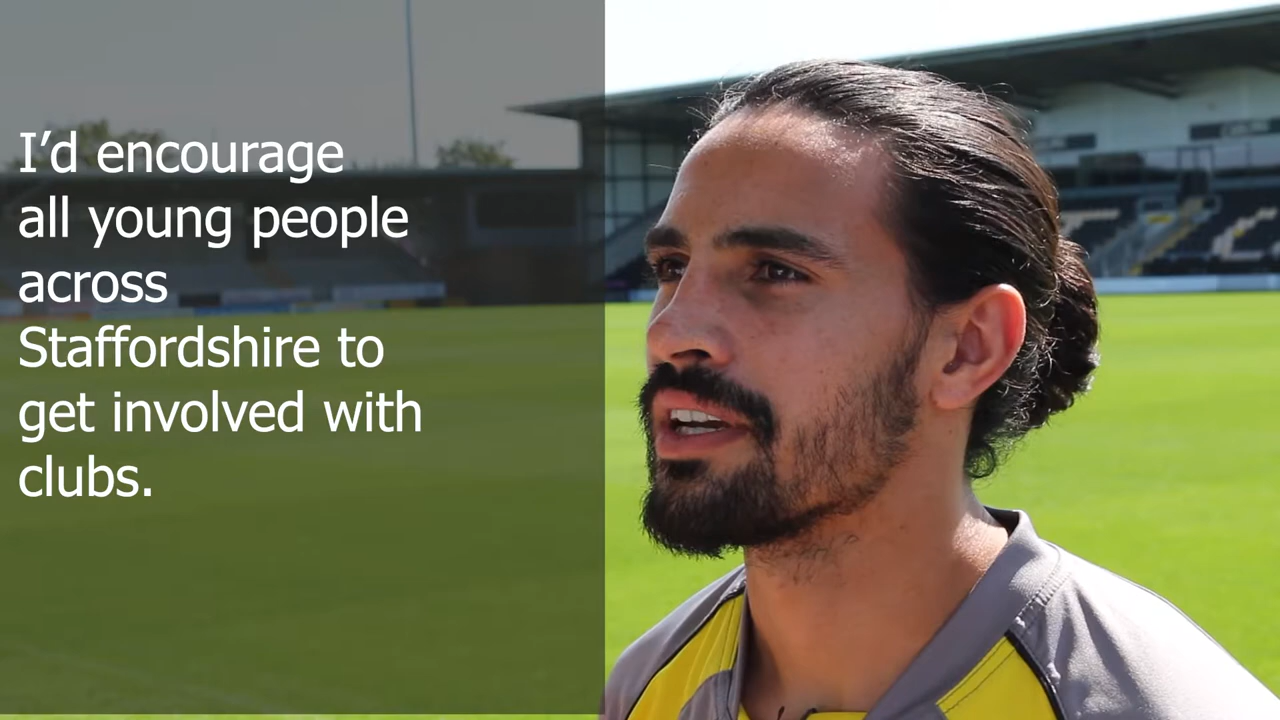 I’d encourage
all young people
across
Staffordshire to
get involved with
clubs.